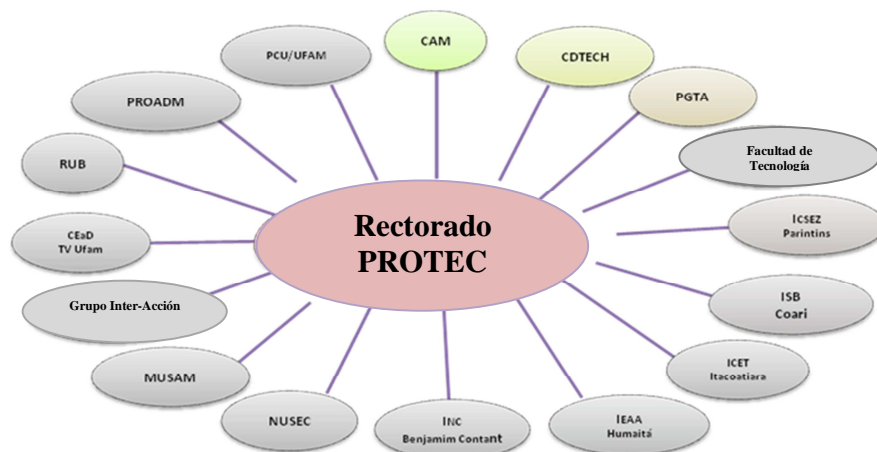 CAM
PCU/UFAM
CDTECH
PROADM
PGTA
Facultad de
Tecnología
RUB
ICSEZ
Parintins
Rectorado
PROTEC
CEaD
TV Ufam
Grupo Inter-Acción
ISB
Coari
MUSAM
ICET
Itacoatiara
NUSEC
INC
Benjamim Contant
IEAA
Humaitá